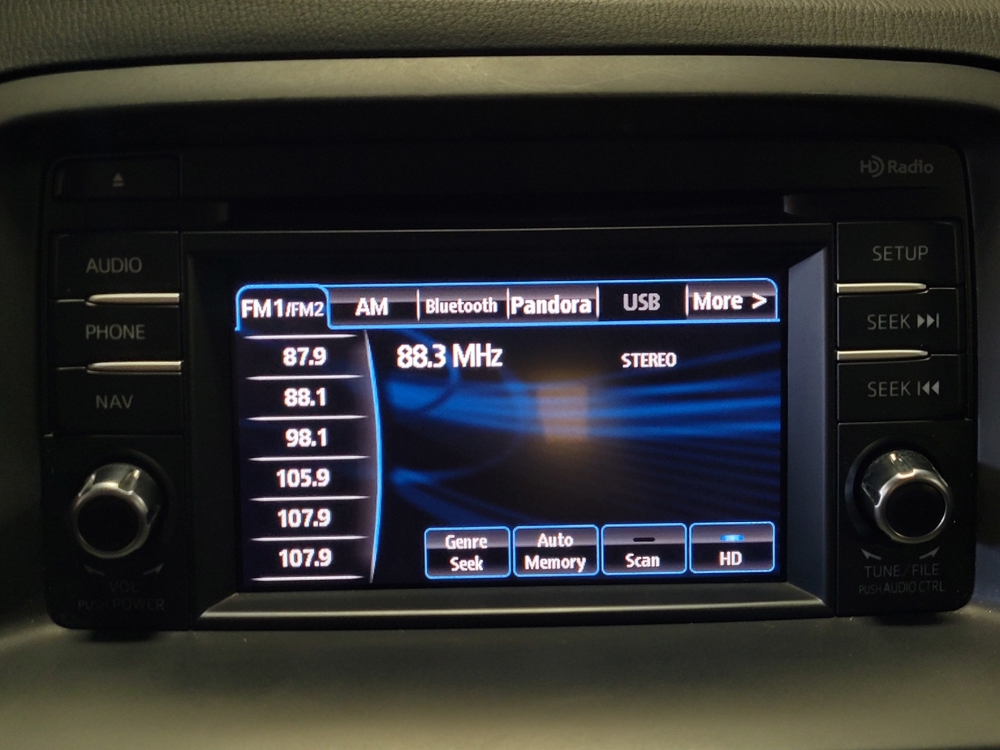 HD Radio
AUDIO
PHONE
NAV
VOL
PUSH POWER
FM1/FM2 AM Bluetooth Pandora USB More >
87.9
88.1
98.1
105.9
107.9
107.9
88.3 MHz STEREO
Genre Seek
Auto Memory
Scan
HD
SETUP
SEEK
SEEK
TUNE/FILE
PUSH AUDIO CTRL